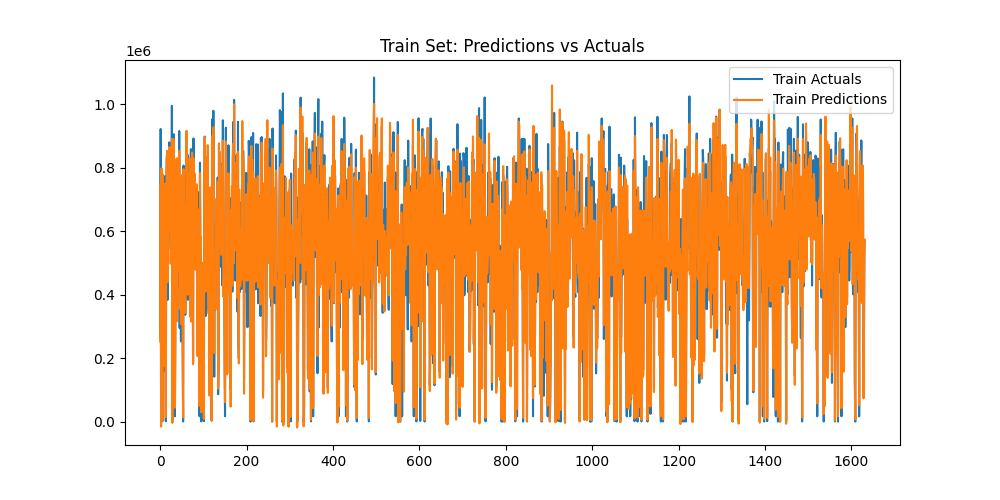 Train Set: Predictions vs Actuals
1e6
Train Actuals
Train Predictions
1.0
0.8
0.6
0.4
0.2
0.0
0 200 400 600 800 1000 1200 1400 1600